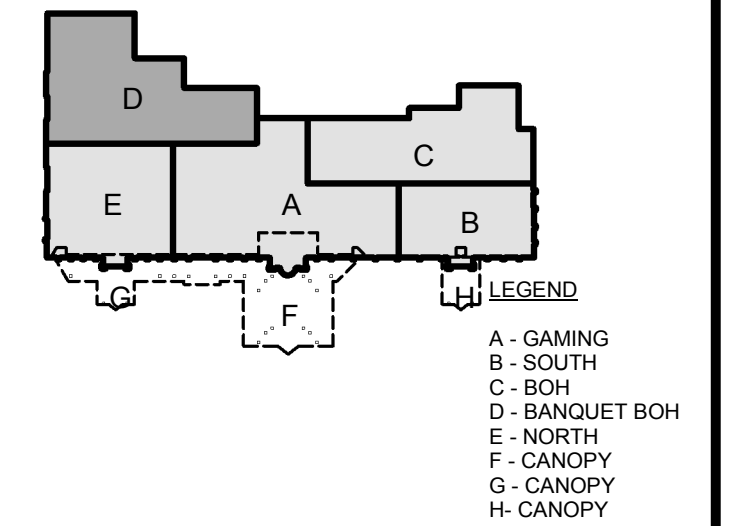 D
C
E
A
B
G
F
H
LEGEND
A - GAMING
B - SOUTH
C - BOH
D - BANQUET BOH
E - NORTH
F - CANOPY
G - CANOPY
H- CANOPY